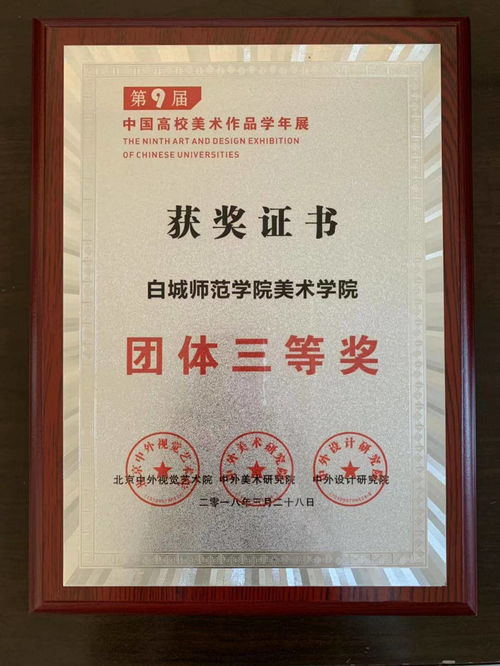 第9届
中国高校美术作品学年展
THE NINTH ART AND DESIGN EXHIBITION
OF CHINESE UNIVERSITIES
获奖证书
白城师范学院美术学院
团体三等奖
北京中外视觉艺术院 中外美术研究院 中外设计研究院
二零一八年三月二十八日